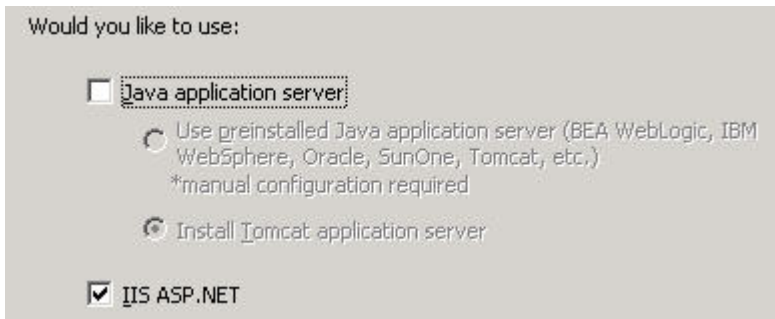 Would you like to use:
Java application server
Use preinstalled Java application server (BEA WebLogic, IBM
WebSphere, Oracle, SunOne, Tomcat, etc.)
*manual configuration required
Install Tomcat application server
IIS ASP.NET